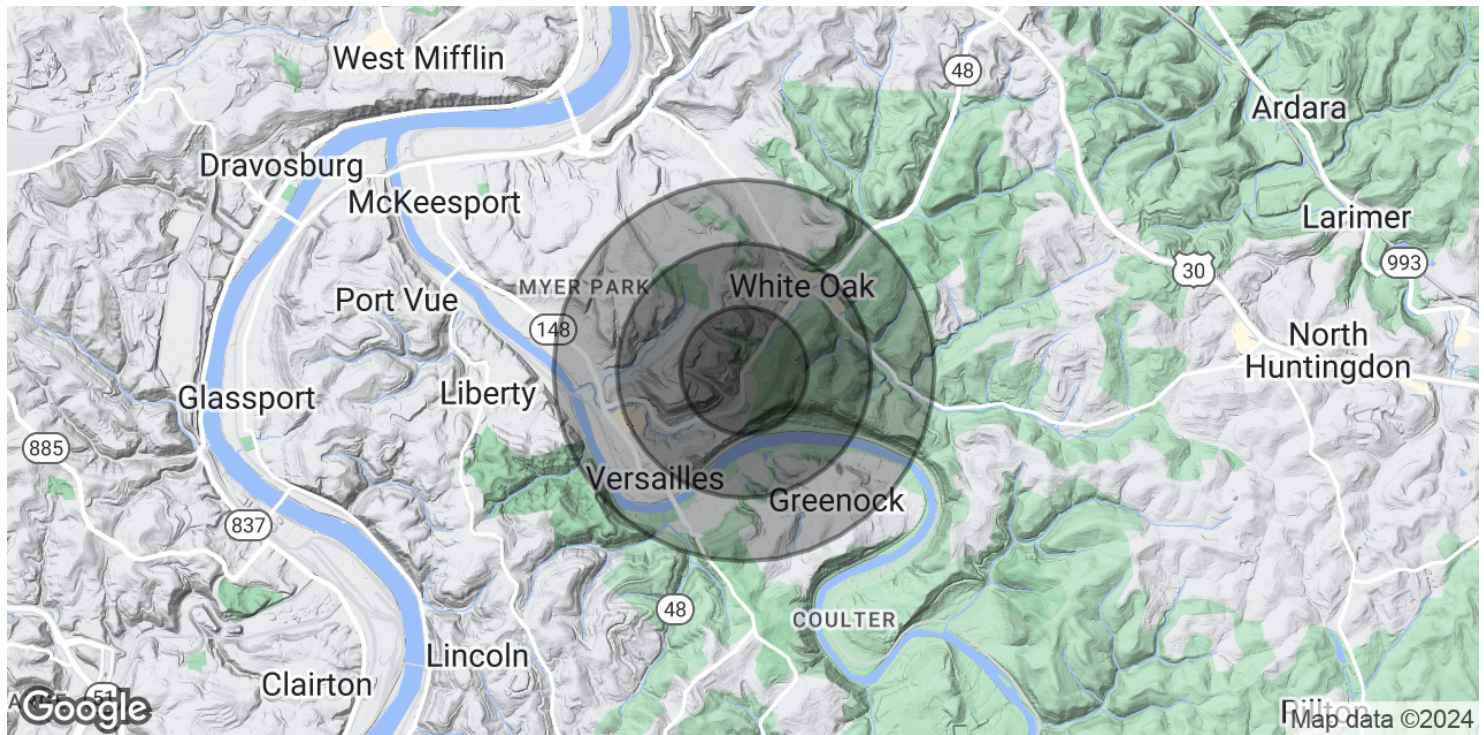 West Mifflin
48
Ardara
Dravosburg
McKeesport
Larimer
993
30
MYER PARK
White Oak
Port Vue
148
North
Huntingdon
Liberty
Glassport
885
Versailles
Greenock
837
48
COULTER
Lincoln
Clairton
51
Google
Map data ©2024